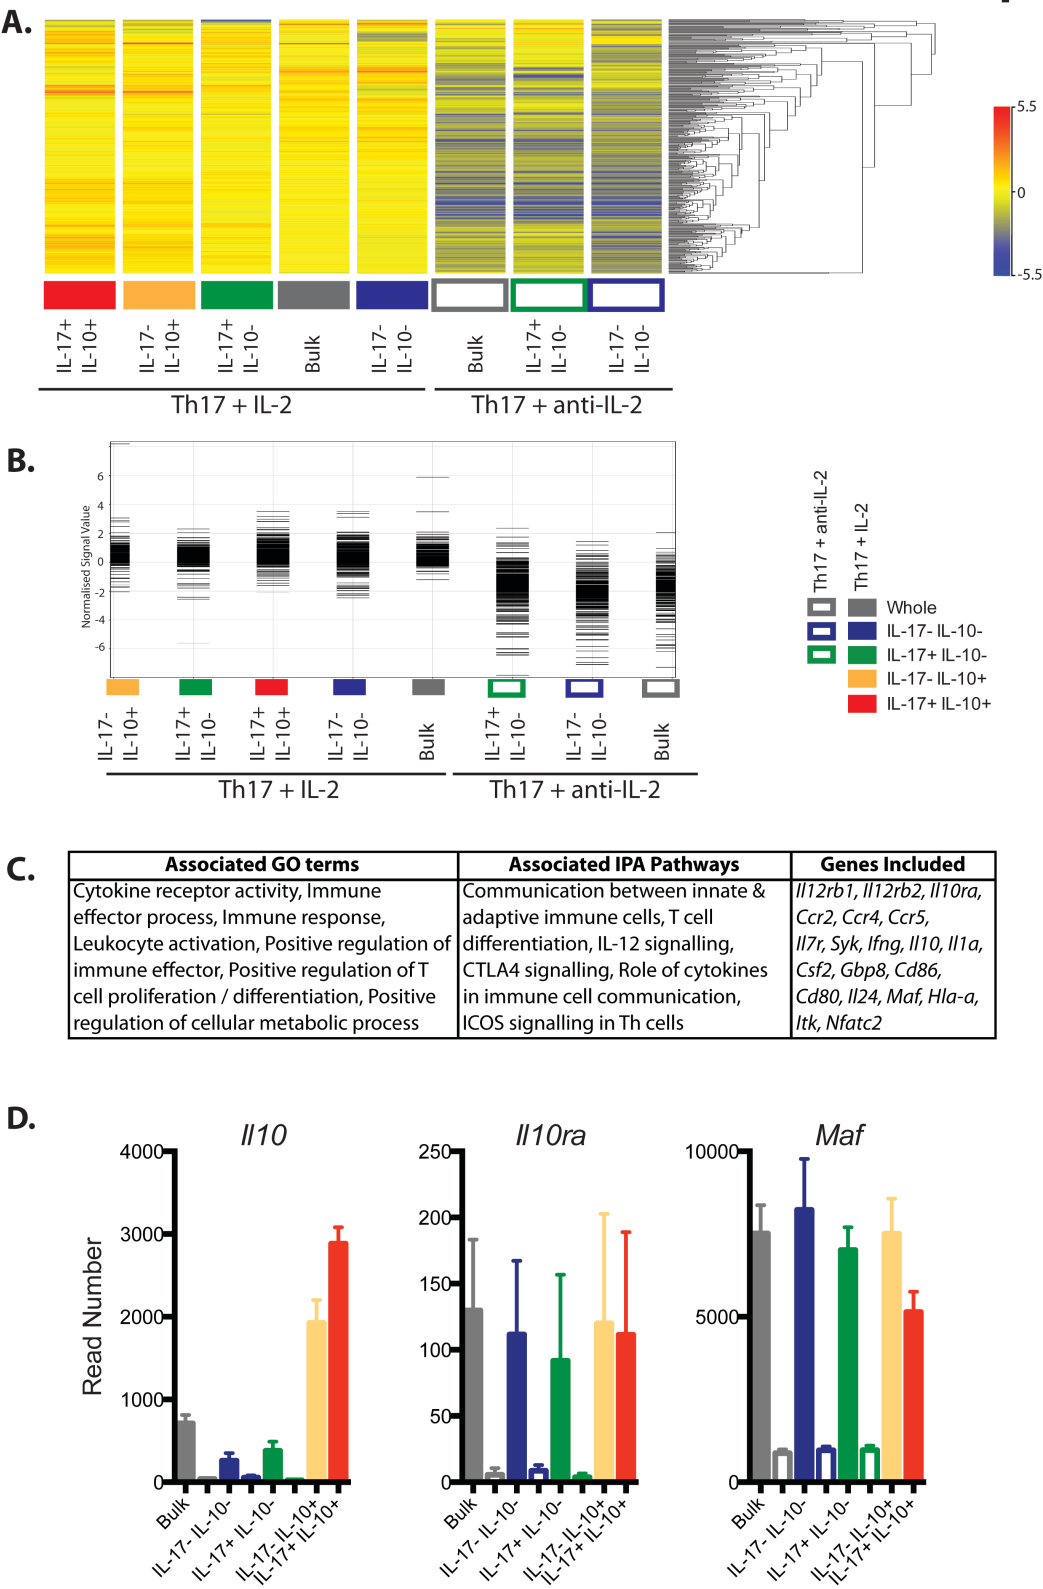 A.
5.5
0
-5.5
IL-17+
IL-10+
IL-17-
IL-10+
IL-17+
IL-10-
Bulk
IL-17-
IL-10-
Bulk
IL-17+
IL-10-
IL-17-
IL-10-
Th17 + IL-2
Th17 + anti-IL-2
B.
Normalised Signal Value
6
4
2
0
-2
-4
-6
IL-17-
IL-10+
IL-17+
IL-10-
IL-17+
IL-10+
IL-17-
IL-10-
Bulk
IL-17+
IL-10-
IL-17-
IL-10-
Bulk
Th17 + IL-2
Th17 + anti-IL-2
Th17 + anti-IL-2
Th17 + IL-2
Whole
IL-17- IL-10-
IL-17+ IL-10-
IL-17- IL-10+
IL-17+ IL-10+
C.
Associated GO terms
Cytokine receptor activity, Immune
effector process, Immune response,
Leukocyte activation, Positive regulation of
immune effector, Positive regulation of T
cell proliferation / differentiation, Positive
regulation of cellular metabolic process
Associated IPA Pathways
Communication between innate &
adaptive immune cells, T cell
differentiation, IL-12 signalling,
CTLA4 signalling, Role of cytokines
in immune cell communication,
ICOS signalling in Th cells
Genes Included
Il12rb1, Il12rb2, Il10ra,
Ccr2, Ccr4, Ccr5,
Il7r, Syk, Ifng, Il10, Il1a,
Csf2, Gbp8, Cd86,
Cd80, Il24, Maf, Hla-a,
Itk, Nfatc2
D.
Il10
Read Number
4000
3000
2000
1000
0
Bulk
IL-17- IL-10-
IL-17+ IL-10-
IL-17- IL-10+
IL-17+ IL-10+
Il10ra
250
200
150
100
50
0
Bulk
IL-17- IL-10-
IL-17+ IL-10-
IL-17- IL-10+
IL-17+ IL-10+
Maf
10000
5000
0
Bulk
IL-17- IL-10-
IL-17+ IL-10-
IL-17- IL-10+
IL-17+ IL-10+